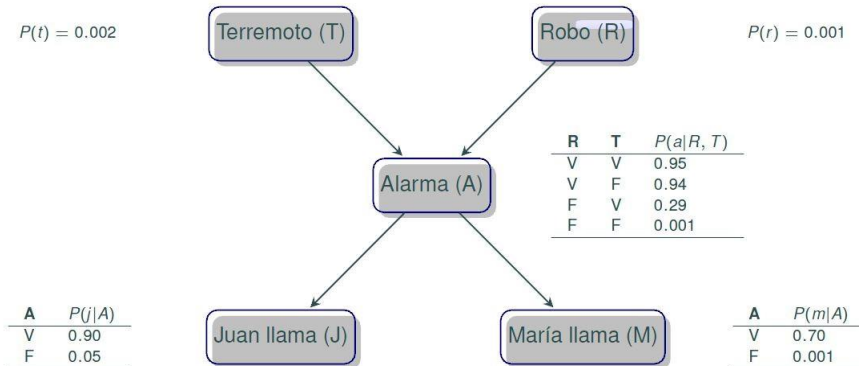 P(t) = 0.002
Terremoto (T)
Robo (R)
P(r) = 0.001
Alarma (A)
R T P(a|R, T)
V V 0.95
V F 0.94
F V 0.29
F F 0.001
A P(j|A)
V 0.90
F 0.05
Juan llama (J)
María llama (M)
A P(m|A)
V 0.70
F 0.001